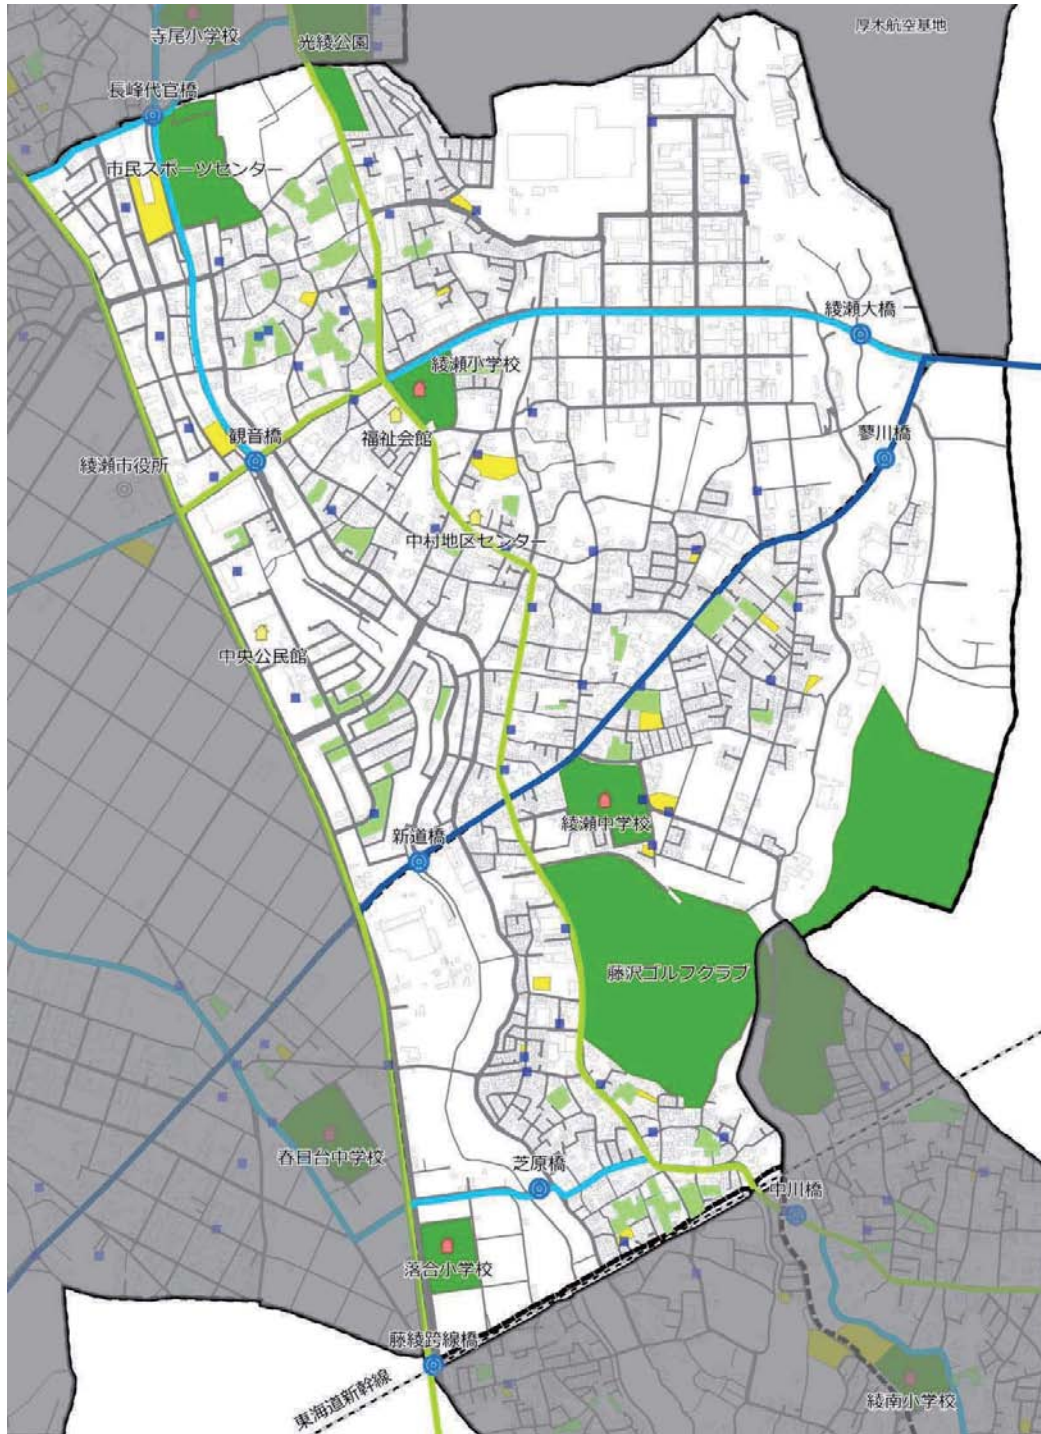 寺尾小学校
光綾公園
厚木航空基地
長峰代官橋
市民スポーツセンター
綾瀬大橋
綾瀬小学校
福祉会館
観音橋
蓼川橋
綾瀬市役所
中村地区センター
中央公民館
綾瀬中学校
新道橋
藤沢ゴルフクラブ
春日台中学校
芝原橋
中川橋
落合小学校
藤綾跨線橋
東海道新幹線
綾南小学校